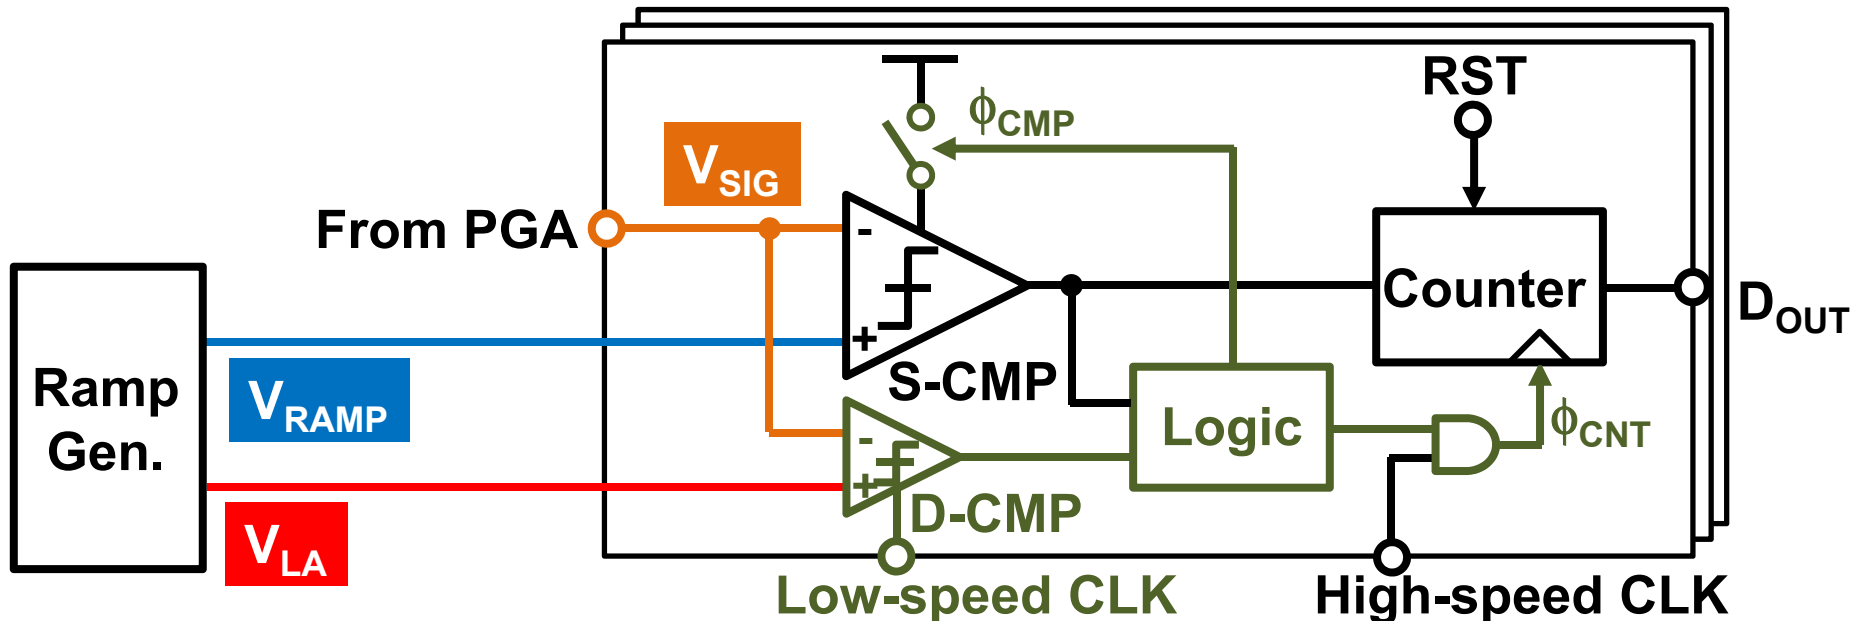 RST
ϕCMP
VSIG
From PGA
-
+
Counter
DOUT
S-CMP
Ramp
Gen.
VRAMP
Logic
ϕCNT
-
+
D-CMP
VLA
Low-speed CLK
High-speed CLK